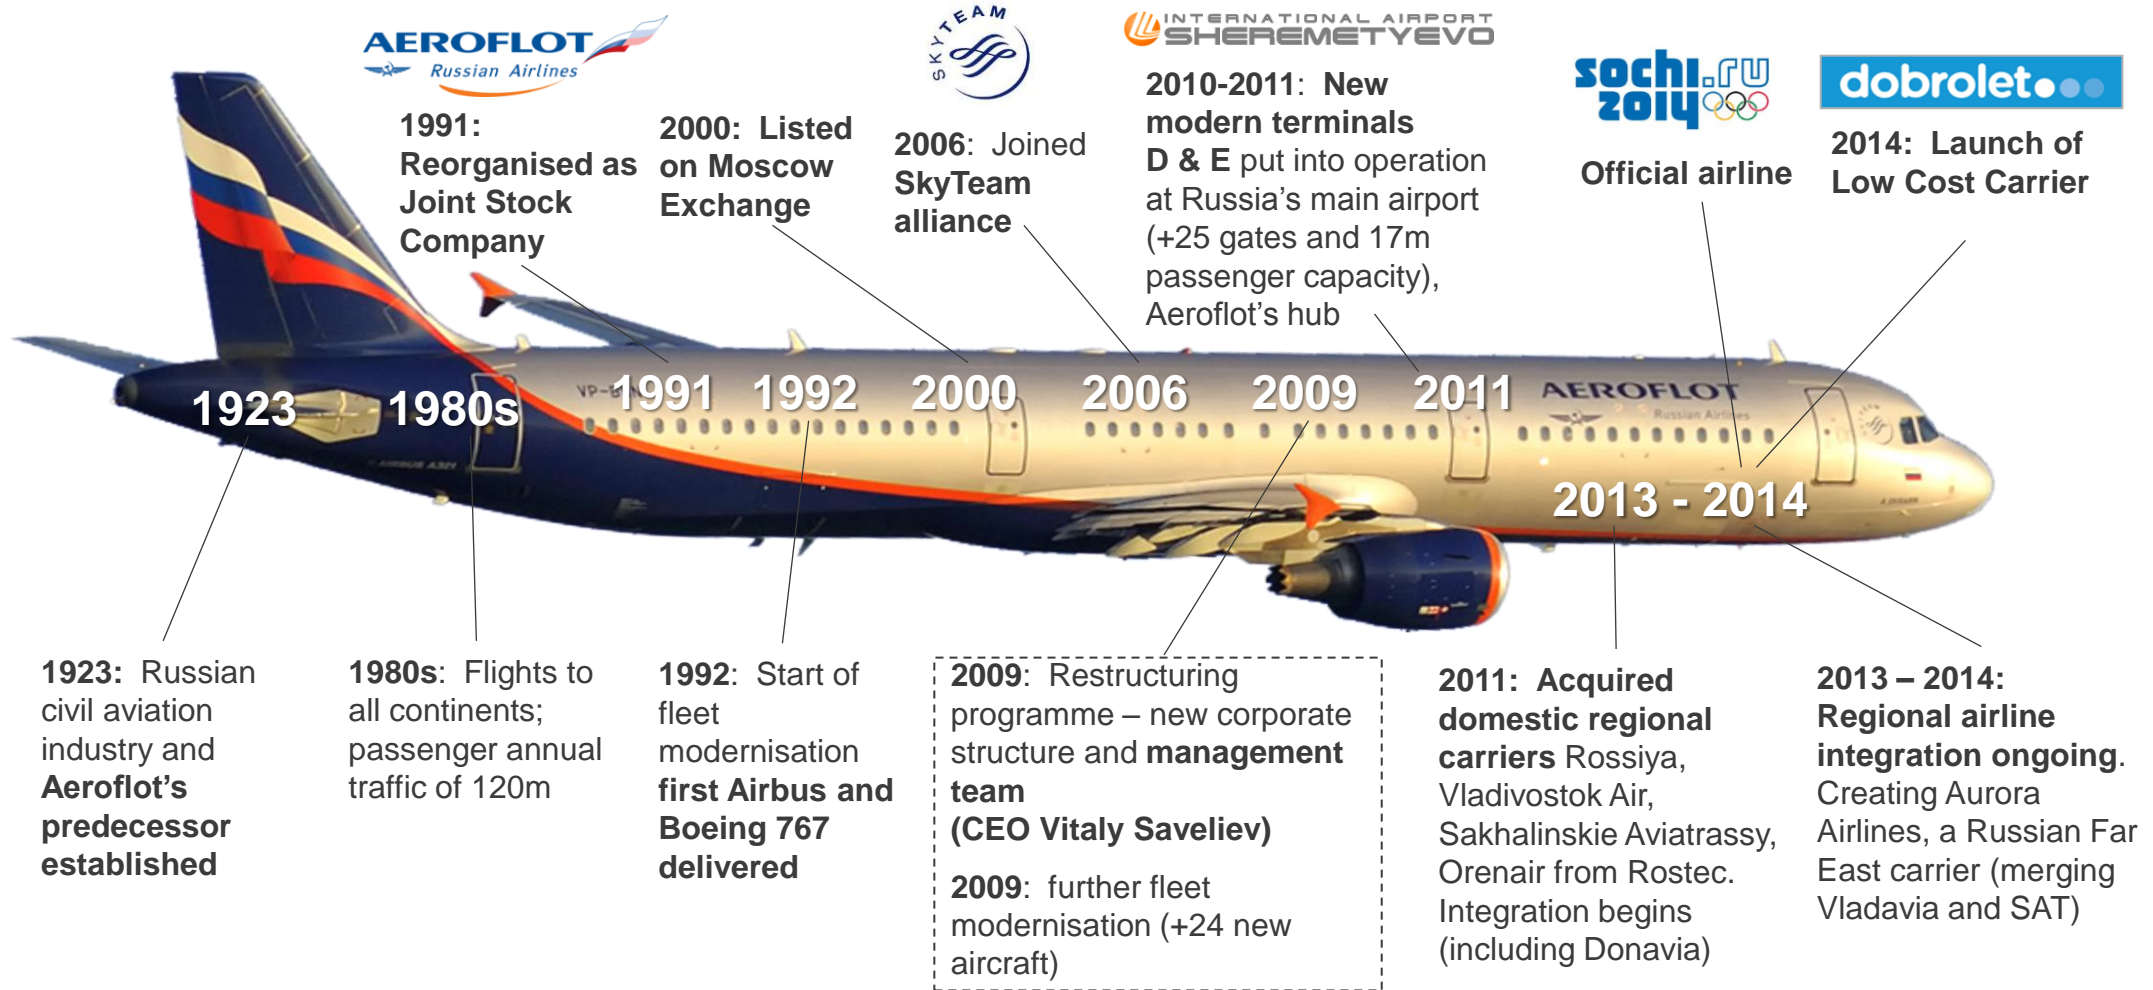 AEROFLOT
Russian Airlines
SKYTEAM
INTERNATIONAL AIRPORT
SHEREMETYEVO
sochi.ru
2014
dobrolet
1991:
Reorganised as
Joint Stock
Company
2000: Listed
on Moscow
Exchange
2006: Joined
SkyTeam
alliance
2010-2011: New
modern terminals
D & E put into operation
at Russia’s main airport
(+25 gates and 17m
passenger capacity),
Aeroflot’s hub
Official airline
2014: Launch of
Low Cost Carrier
1923
1980s
1991
1992
2000
2006
2009
2011
2013 - 2014
AEROFLOT
Russian Airlines
AIRBUS A321
1923: Russian
civil aviation
industry and
Aeroflot’s
predecessor
established
1980s: Flights to
all continents;
passenger annual
traffic of 120m
1992: Start of
fleet
modernisation
first Airbus and
Boeing 767
delivered
2009: Restructuring
programme – new corporate
structure and management
team
(CEO Vitaly Saveliev)
2009: further fleet
modernisation (+24 new
aircraft)
2011: Acquired
domestic regional
carriers Rossiya,
Vladivostok Air,
Sakhalinskie Aviatrassy,
Orenair from Rostec.
Integration begins
(including Donavia)
2013 – 2014:
Regional airline
integration ongoing.
Creating Aurora
Airlines, a Russian Far
East carrier (merging
Vladavia and SAT)